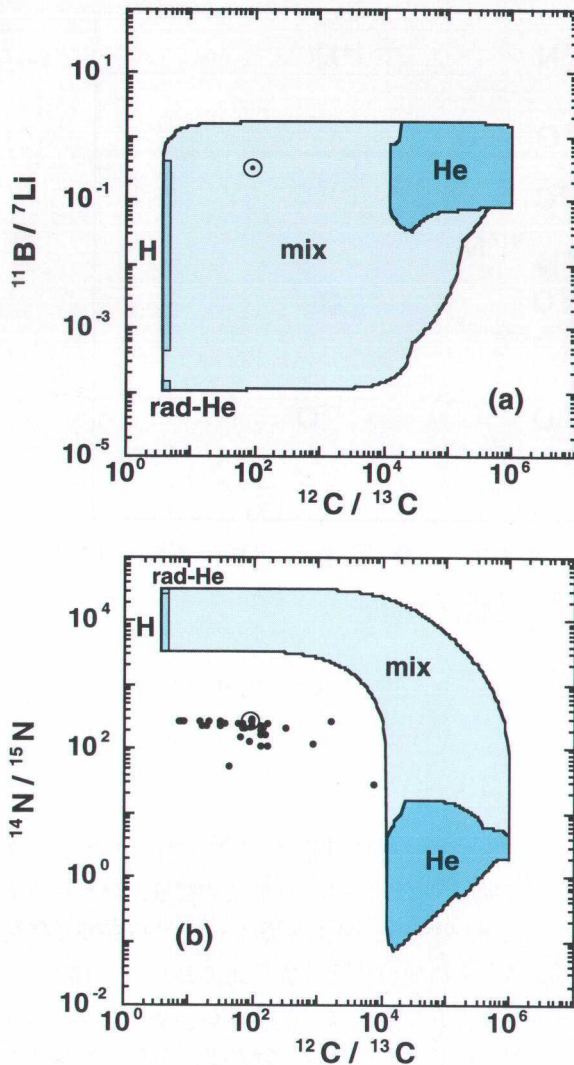 10¹
10⁻¹
10⁻³
10⁻⁵
¹¹B / ⁷Li
He
H
mix
rad-He
(a)
10⁰
10²
10⁴
10⁶
¹²C / ¹³C
rad-He
10⁴
H
mix
10²
¹⁴N / ¹⁵N
10⁰
He
(b)
10⁻²
10⁰
10²
10⁴
10⁶
¹²C / ¹³C